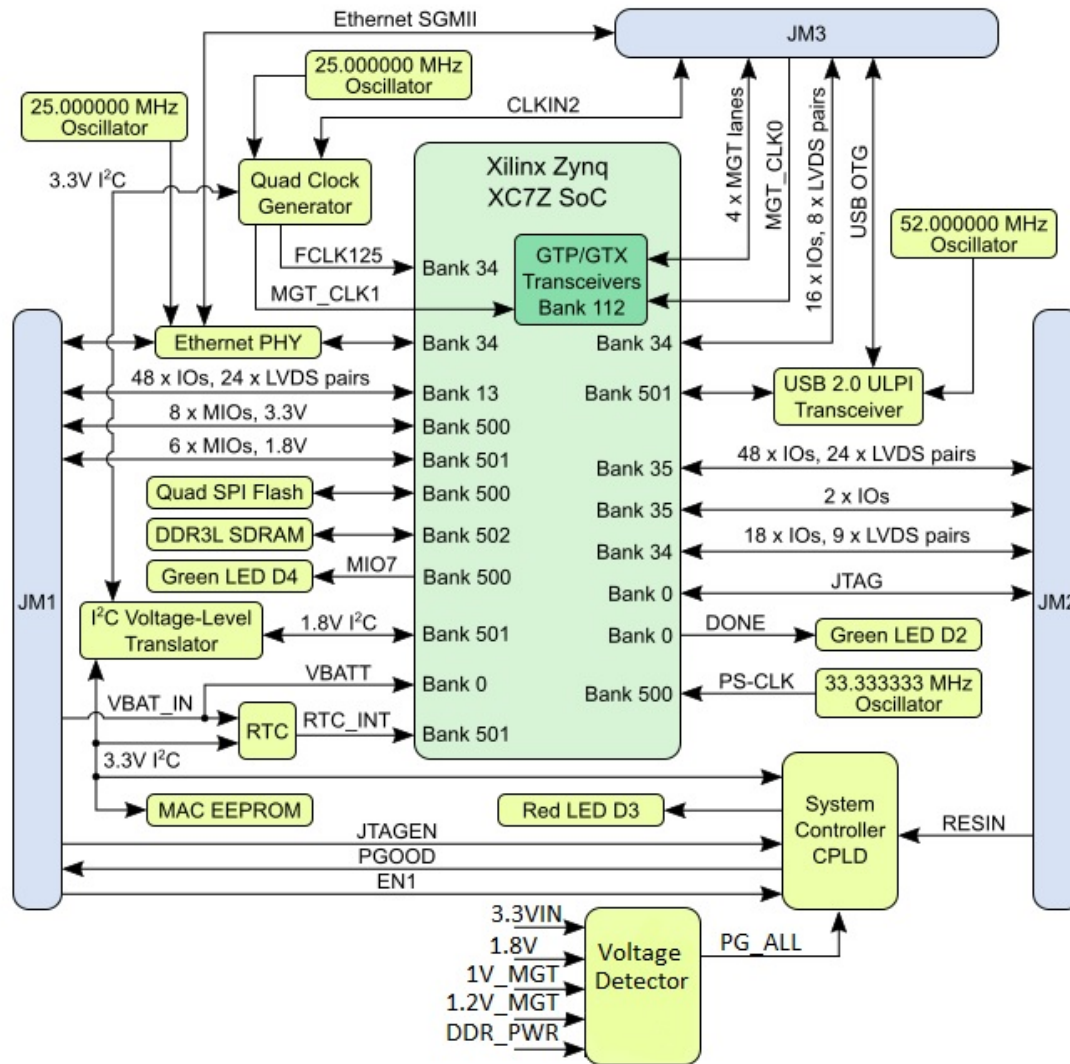 Ethernet SGMII
JM3
25.000000 MHz
Oscillator
25.000000 MHz
Oscillator
CLKIN2
3.3V I²C
Quad Clock
Generator
Xilinx Zynq
XC7Z SoC
4 x MGT lanes
MGT_CLK0
16 x IOs, 8 x LVDS pairs
USB OTG
52.000000 MHz
Oscillator
FCLK125
Bank 34
GTP/GTX
Transceivers
Bank 112
MGT_CLK1
Ethernet PHY
Bank 34
Bank 34
48 x IOs, 24 x LVDS pairs
Bank 13
Bank 501
USB 2.0 ULPI
Transceiver
8 x MIOs, 3.3V
Bank 500
6 x MIOs, 1.8V
Bank 501
48 x IOs, 24 x LVDS pairs
Bank 35
Quad SPI Flash
Bank 500
2 x IOs
Bank 35
DDR3L SDRAM
Bank 502
18 x IOs, 9 x LVDS pairs
Bank 34
Green LED D4
MIO7
Bank 500
JTAG
Bank 0
JM1
JM2
I²C Voltage-Level
Translator
1.8V I²C
Bank 501
Bank 0
DONE
Green LED D2
VBATT
Bank 0
Bank 500
PS-CLK
33.333333 MHz
Oscillator
VBAT_IN
RTC
RTC_INT
Bank 501
3.3V I²C
MAC EEPROM
Red LED D3
System
Controller
CPLD
RESIN
JTAGEN
PGOOD
EN1
3.3VIN
1.8V
1V_MGT
1.2V_MGT
DDR_PWR
Voltage
Detector
PG_ALL